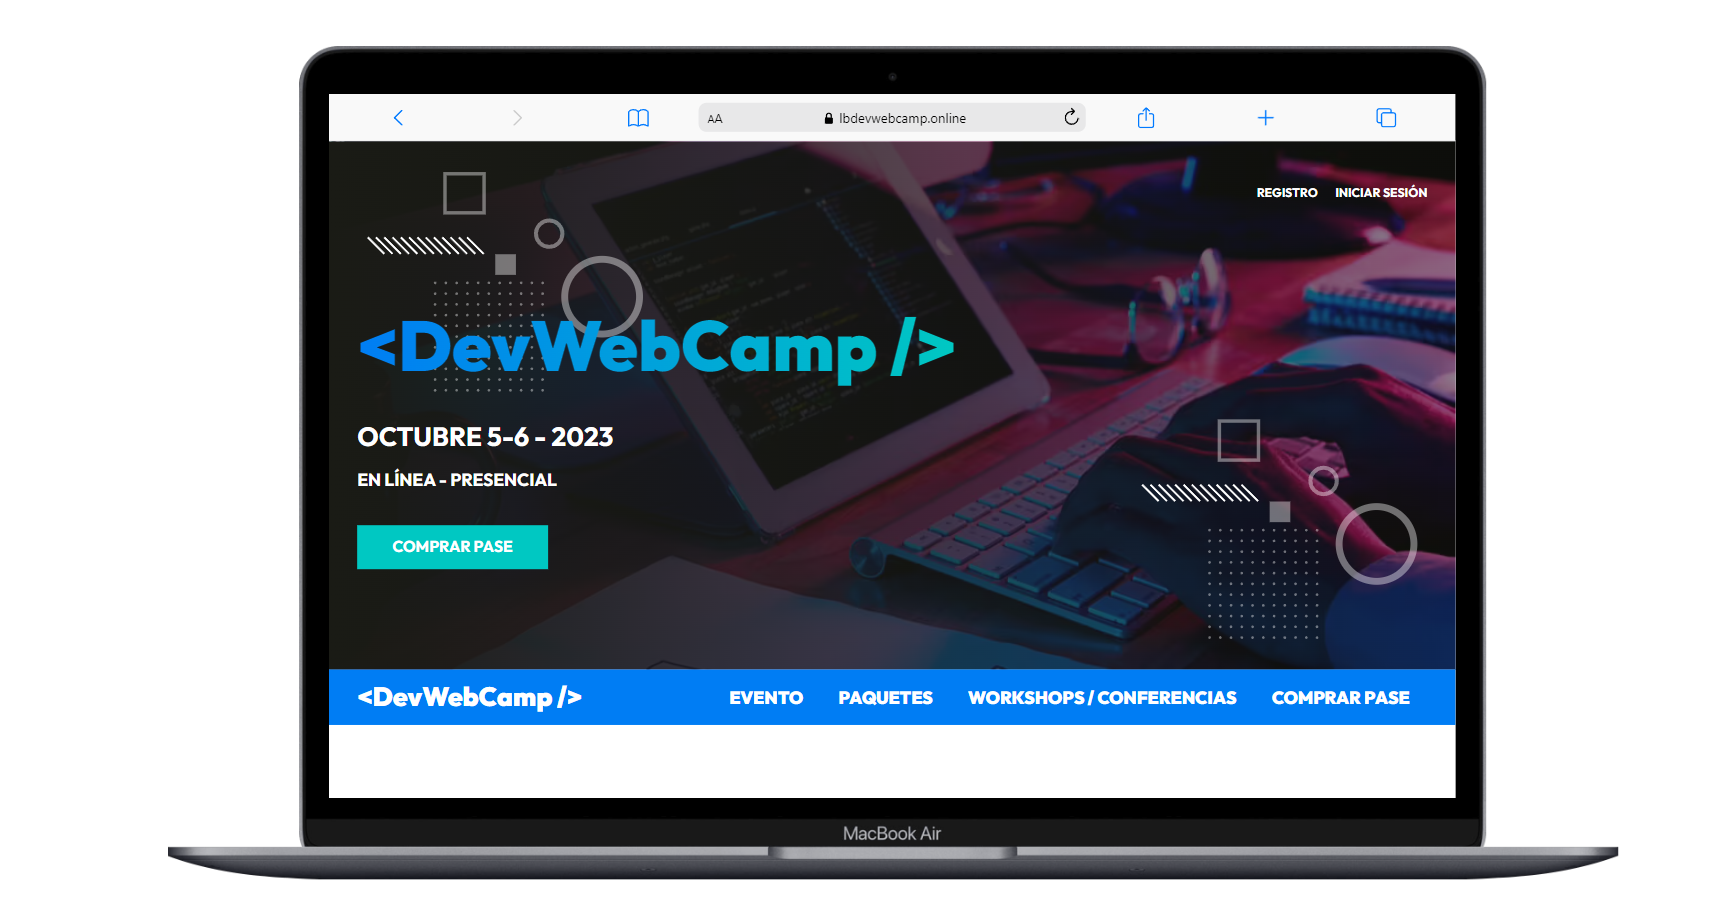 AA lbdevwebcamp.online
REGISTRO INICIAR SESIÓN
<DevWebCamp />
OCTUBRE 5-6 - 2023
EN LÍNEA - PRESENCIAL
COMPRAR PASE
<DevWebCamp /> EVENTO PAQUETES WORKSHOPS / CONFERENCIAS COMPRAR PASE
MacBook Air